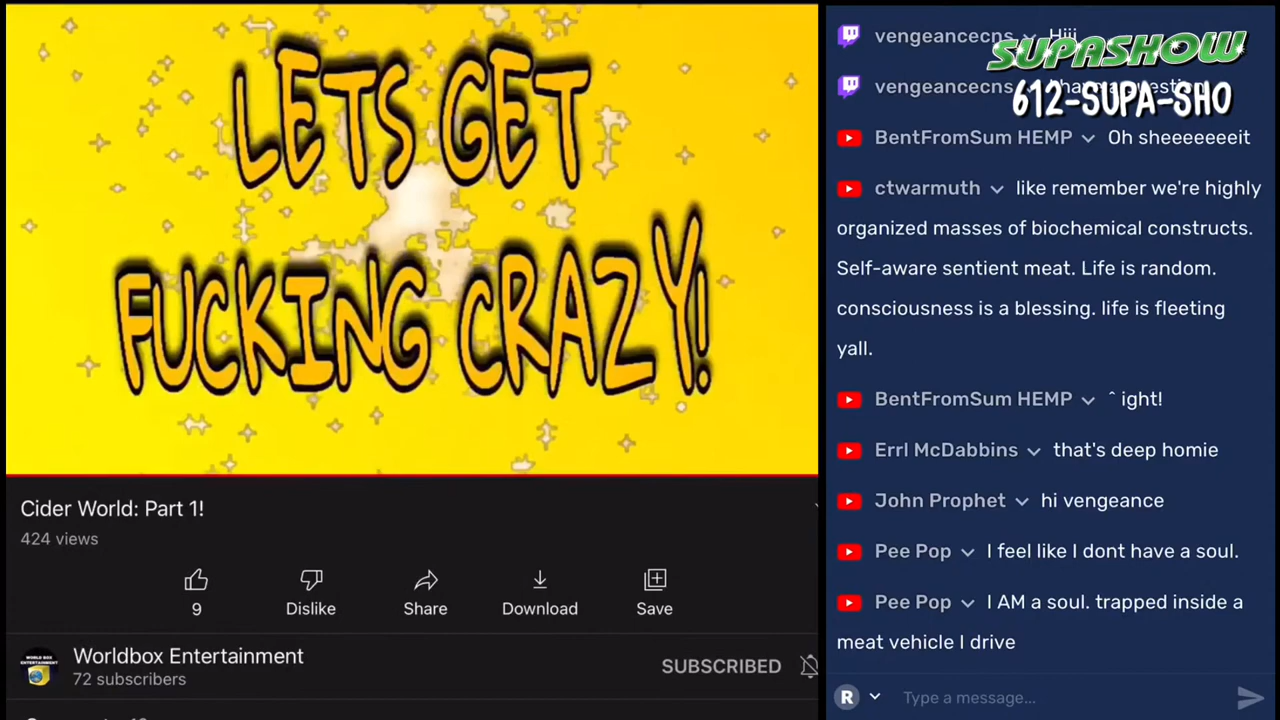 LETS GET
FUCKING CRAZY!
Cider World: Part 1!
424 views
9
Dislike
Share
Download
Save
Worldbox Entertainment
72 subscribers
SUBSCRIBED
vengeancecns Hiii
SUPASHOW
vengeancecns
612-SUPA-SHO
BentFromSum HEMP Oh sheeeeeeeit
ctwarmuth like remember we're highly
organized masses of biochemical constructs.
Self-aware sentient meat. Life is random.
consciousness is a blessing. life is fleeting
yall.
BentFromSum HEMP ^ ight!
Errl McDabbins that's deep homie
John Prophet hi vengeance
Pee Pop I feel like I dont have a soul.
Pee Pop I AM a soul. trapped inside a
meat vehicle I drive
R Type a message...